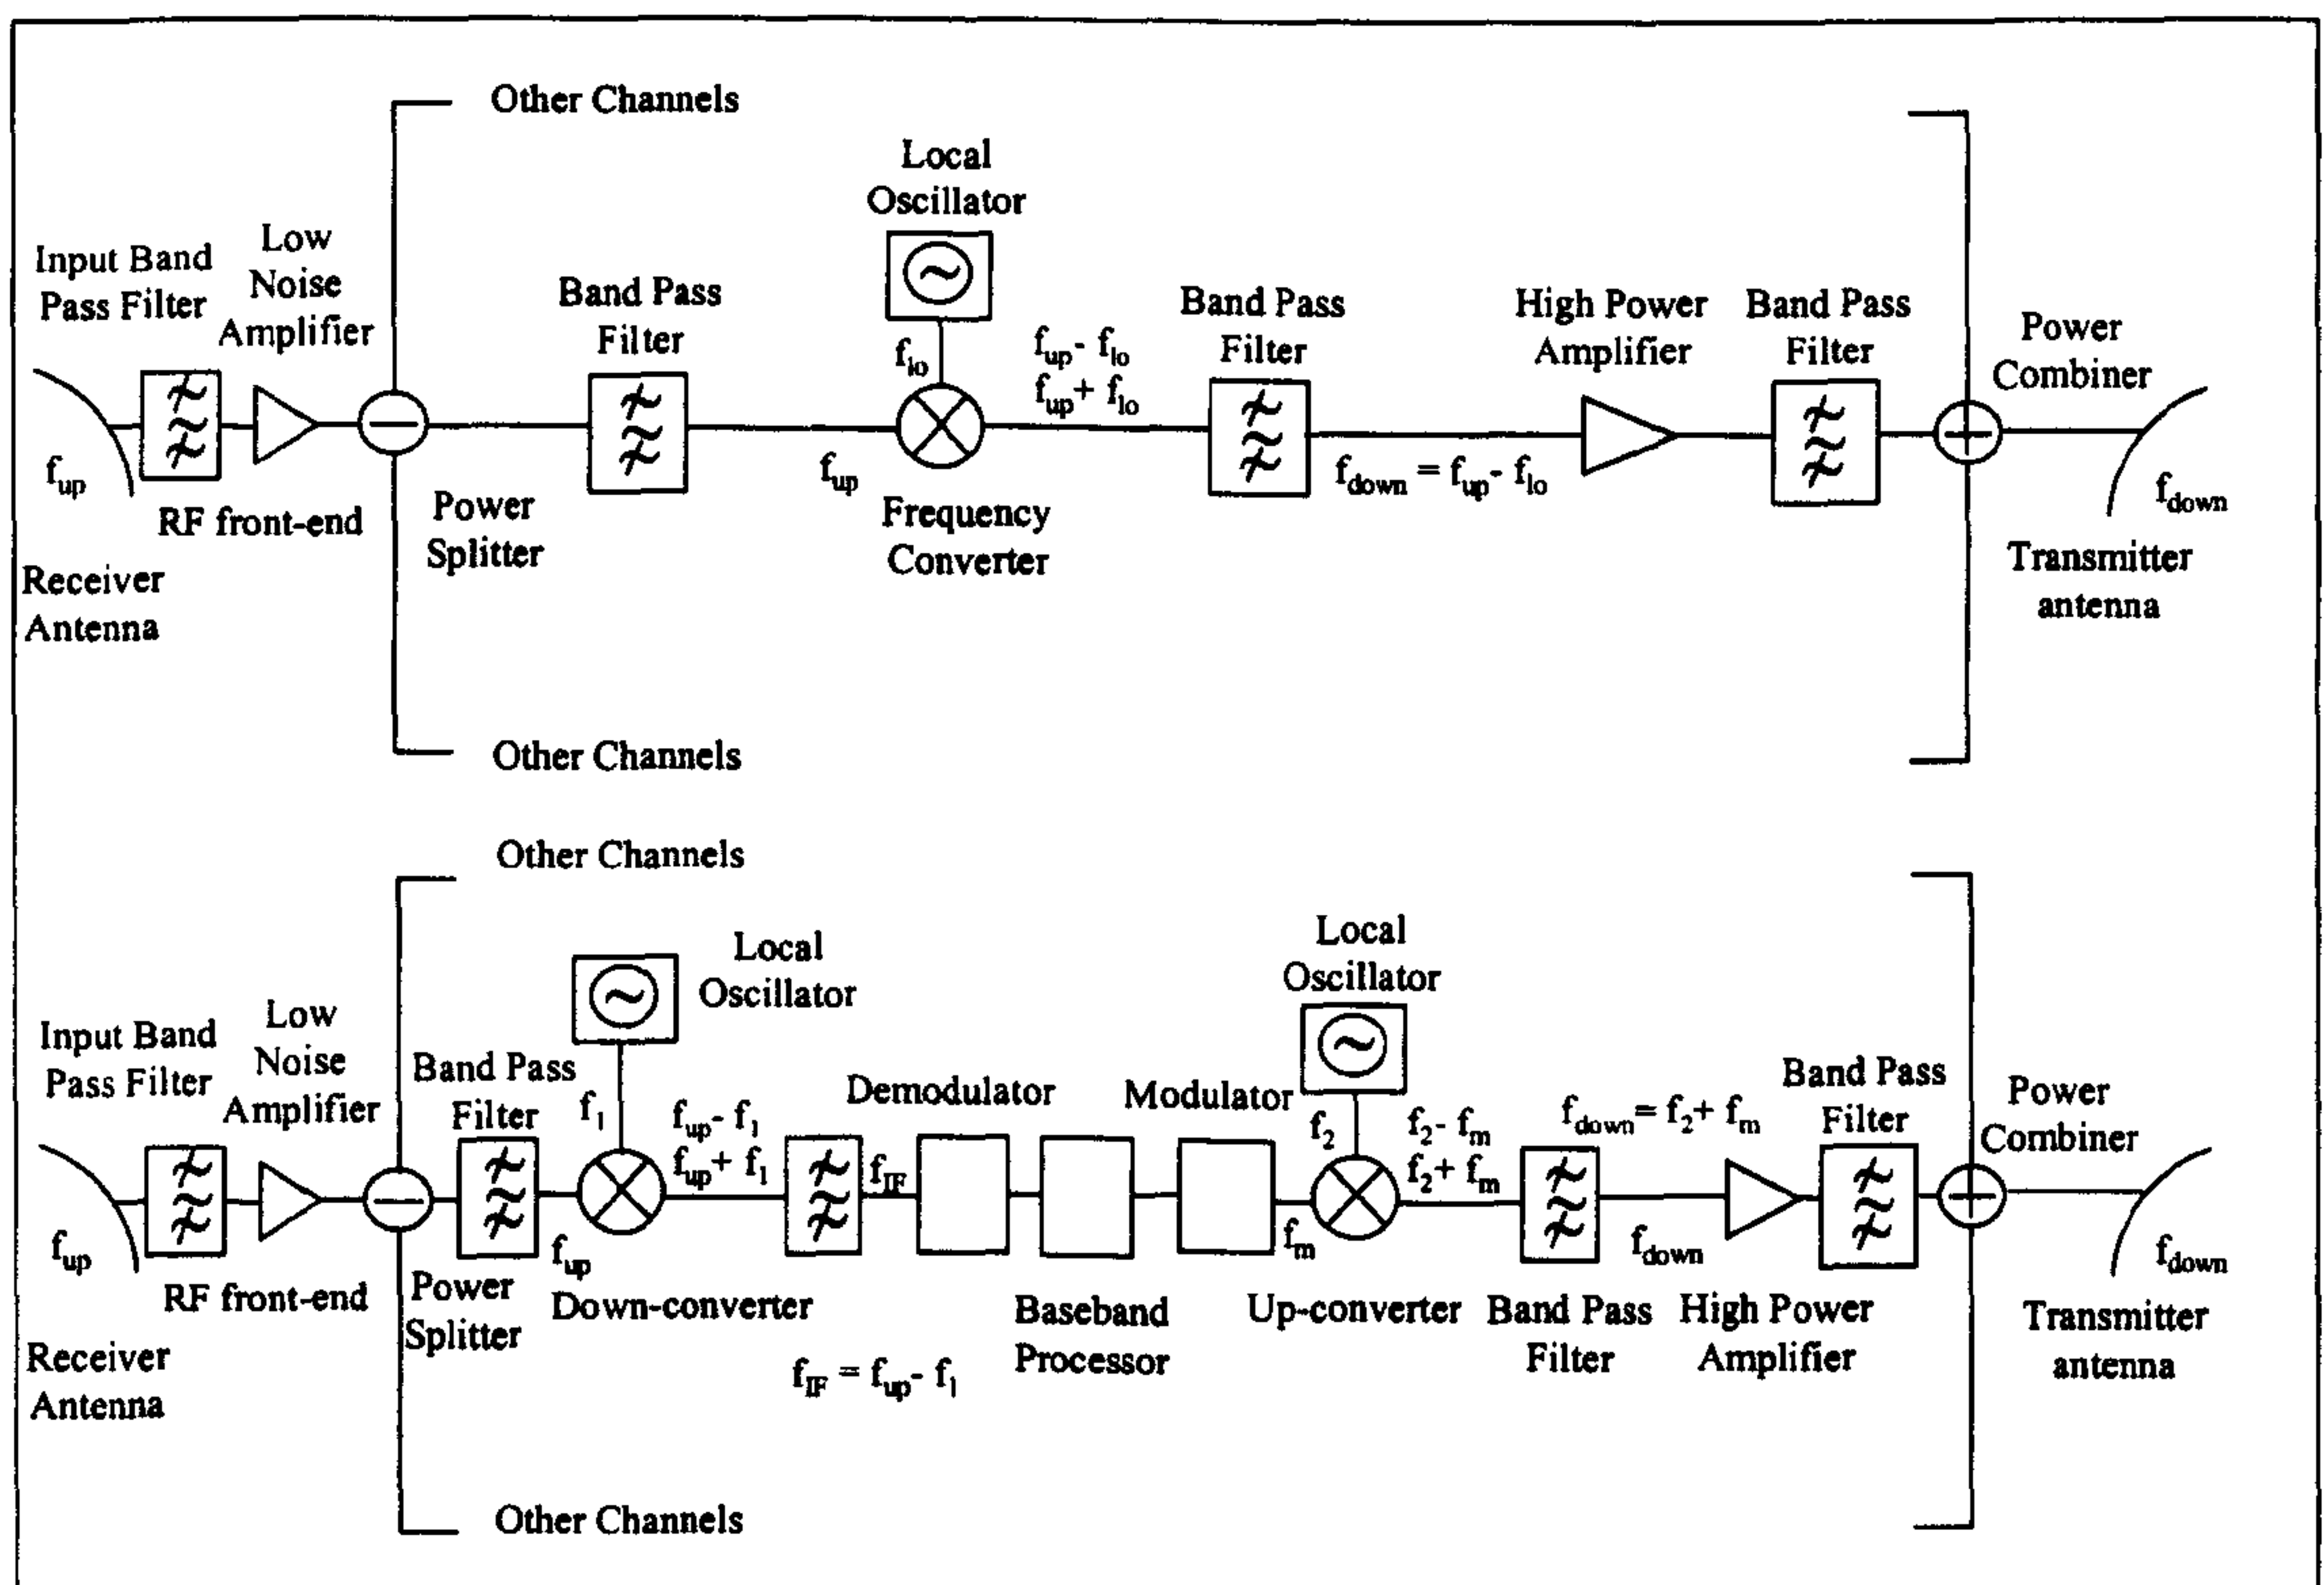 Other Channels
Local
Oscillator
Input Band
Pass Filter
Low
Noise
Amplifier
Band Pass
Filter
f_lo
f_up - f_lo
f_up + f_lo
Band Pass
Filter
High Power
Amplifier
Band Pass
Filter
Power
Combiner
f_up
RF front-end
Power
Splitter
f_up
Frequency
Converter
f_down = f_up - f_lo
f_down
Receiver
Antenna
Transmitter
antenna
Other Channels
Other Channels
Local
Oscillator
Local
Oscillator
Input Band
Pass Filter
Low
Noise
Amplifier
Band Pass
Filter
f_1
f_up - f_1
f_up + f_1
f_IF
Demodulator
Modulator
f_2
f_2 - f_m
f_2 + f_m
f_down = f_2 + f_m
Band Pass
Filter
Power
Combiner
f_up
RF front-end
Power
Splitter
f_up
Down-converter
f_IF = f_up - f_1
Baseband
Processor
f_m
Up-converter
Band Pass
Filter
f_down
High Power
Amplifier
f_down
Receiver
Antenna
Transmitter
antenna
Other Channels